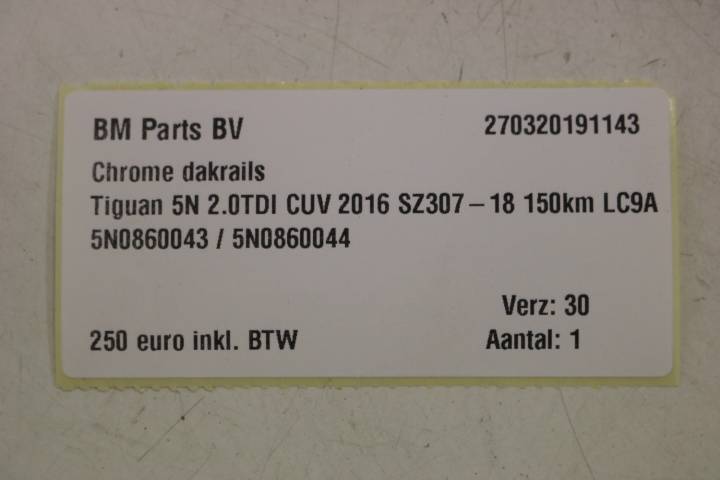 BM Parts BV 270320191143
Chrome dakrails
Tiguan 5N 2.0TDI CUV 2016 SZ307 – 18 150km LC9A
5N0860043 / 5N0860044
Verz: 30
250 euro inkl. BTW Aantal: 1